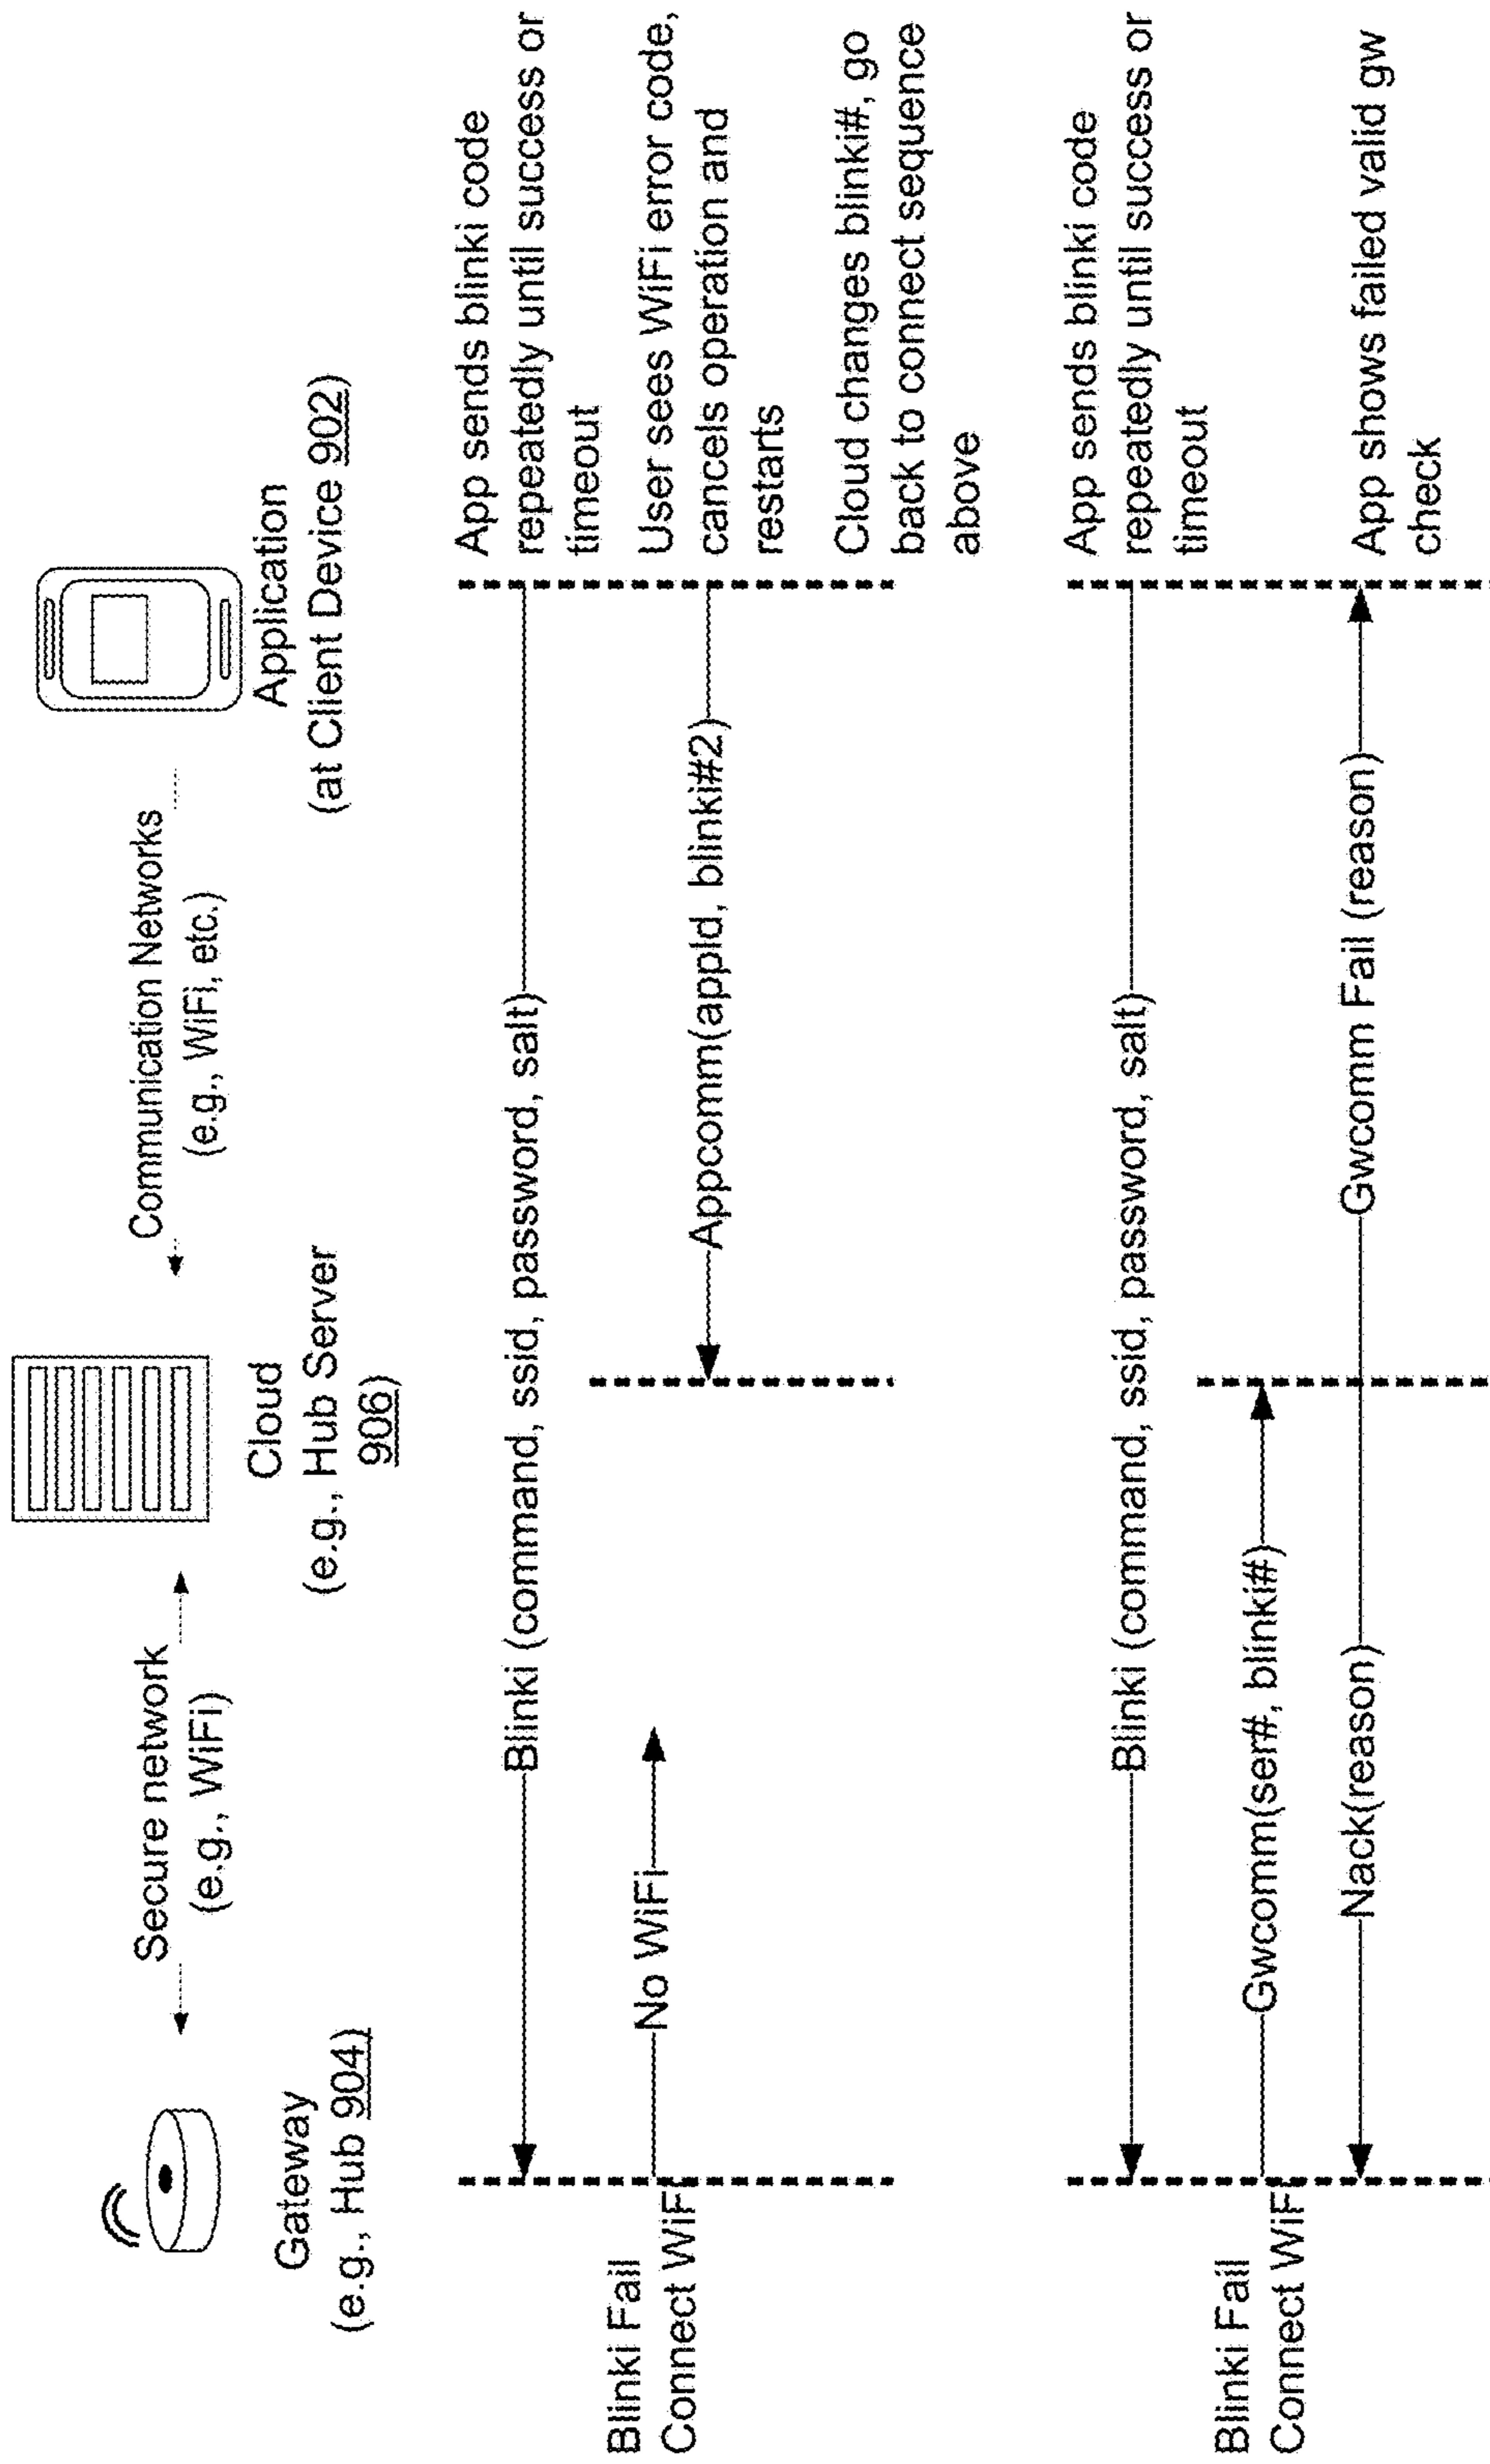 Gateway
(e.g., Hub 904)
Secure network
(e.g., WiFi)
Cloud
(e.g., Hub Server
906)
Communication Networks
(e.g., WiFi, etc.)
Application
(at Client Device 902)
Blinki (command, ssid, password, salt)
App sends blinki code
repeatedly until success or
timeout
Blinki Fail
Connect WiFi
No WiFi
Appcomm(appId, blinki#2)
User sees WiFi error code,
cancels operation and
restarts
Cloud changes blinki#, go
back to connect sequence
above
Blinki (command, ssid, password, salt)
App sends blinki code
repeatedly until success or
timeout
Blinki Fail
Connect WiFi
Gwcomm(ser#, blinki#)
Nack(reason)
Gwcomm Fail (reason)
App shows failed valid gw
check